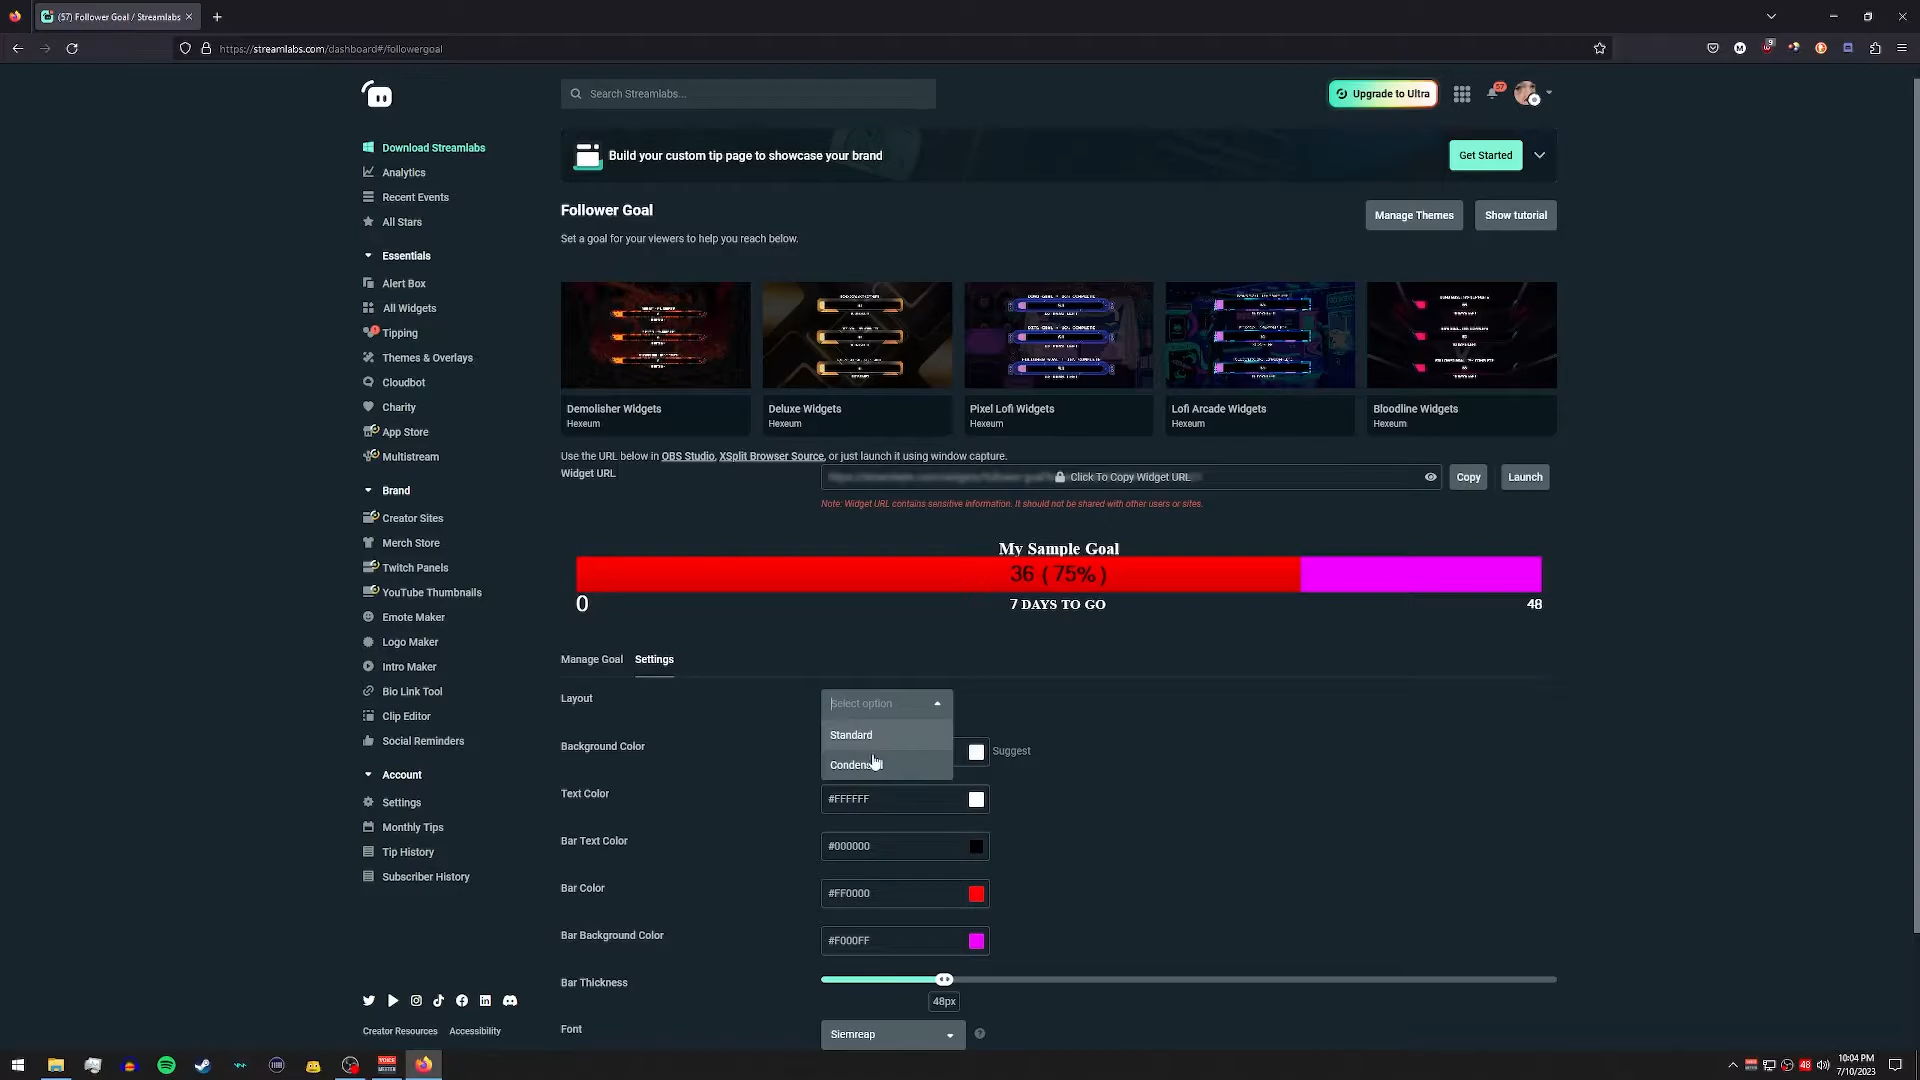 (57) Follower Goal / Streamlabs
https://streamlabs.com/dashboard#/followergoal
9
Search Streamlabs...
Upgrade to Ultra
57
Download Streamlabs
Analytics
Recent Events
All Stars
Essentials
Alert Box
All Widgets
Tipping
Themes & Overlays
Cloudbot
Charity
App Store
Multistream
Brand
Creator Sites
Merch Store
Twitch Panels
YouTube Thumbnails
Emote Maker
Logo Maker
Intro Maker
Bio Link Tool
Clip Editor
Social Reminders
Account
Settings
Monthly Tips
Tip History
Subscriber History
Creator Resources Accessibility
Build your custom tip page to showcase your brand
Get Started
Follower Goal
Manage Themes
Show tutorial
Set a goal for your viewers to help you reach below.
Demolisher Widgets
Hexeum
Deluxe Widgets
Hexeum
Pixel Lofi Widgets
Hexeum
Lofi Arcade Widgets
Hexeum
Bloodline Widgets
Hexeum
Use the URL below in OBS Studio, XSplit Browser Source, or just launch it using window capture.
Widget URL
Click To Copy Widget URL
Copy
Launch
Note: Widget URL contains sensitive information. It should not be shared with other users or sites.
My Sample Goal
36 ( 75% )
0
7 DAYS TO GO
48
Manage Goal
Settings
Layout
Select option
Standard
Background Color
Suggest
Text Color
#FFFFFF
Bar Text Color
#000000
Bar Color
#FF0000
Bar Background Color
#F000FF
Bar Thickness
48px
Font
Siemreap
VOICE
MEETER
48
10:04 PM
7/10/2023